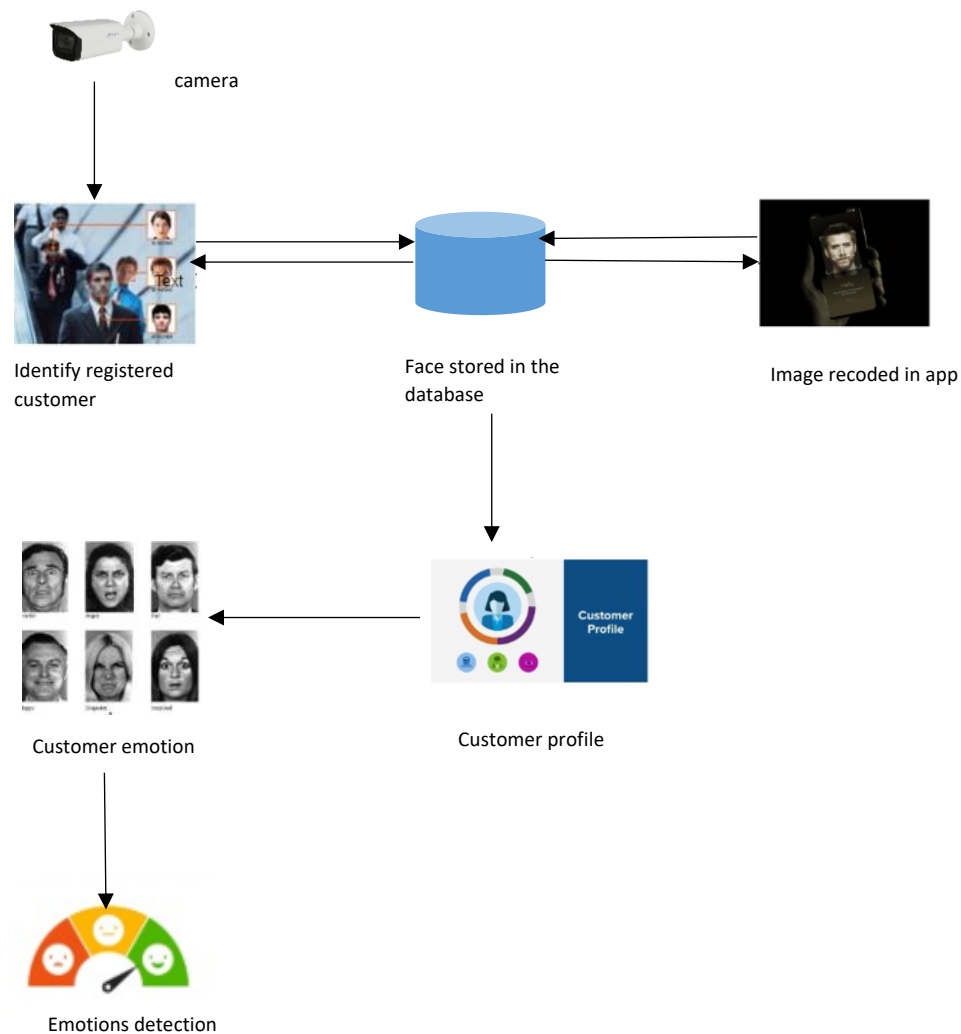 camera
Text
Identify registered
customer
Face stored in the
database
Image recoded in app
Customer
Profile
Customer emotion
Customer profile
Emotions detection